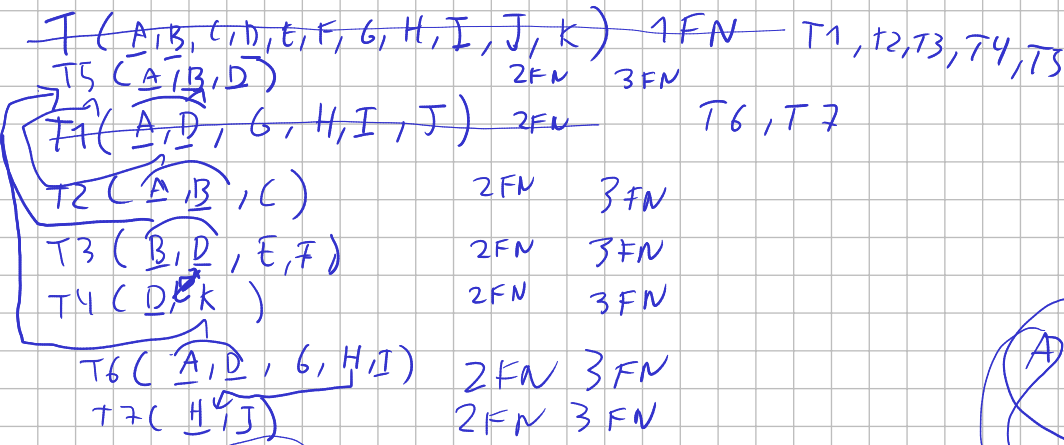 T ( A, B, C, D, E, F, G, H, I, J, K ) 1FN T1, t2, T3, T4, T5
T5 ( A, B, D ) 2FN 3FN
T1 ( A, D, G, H, I, J ) 2FN T6, T7
T2 ( A, B, C ) 2FN 3FN
T3 ( B, D, E, F ) 2FN 3FN
T4 ( D, K ) 2FN 3FN
T6 ( A, D, G, H, I ) 2FN 3FN
T7 ( H, J ) 2FN 3FN
A